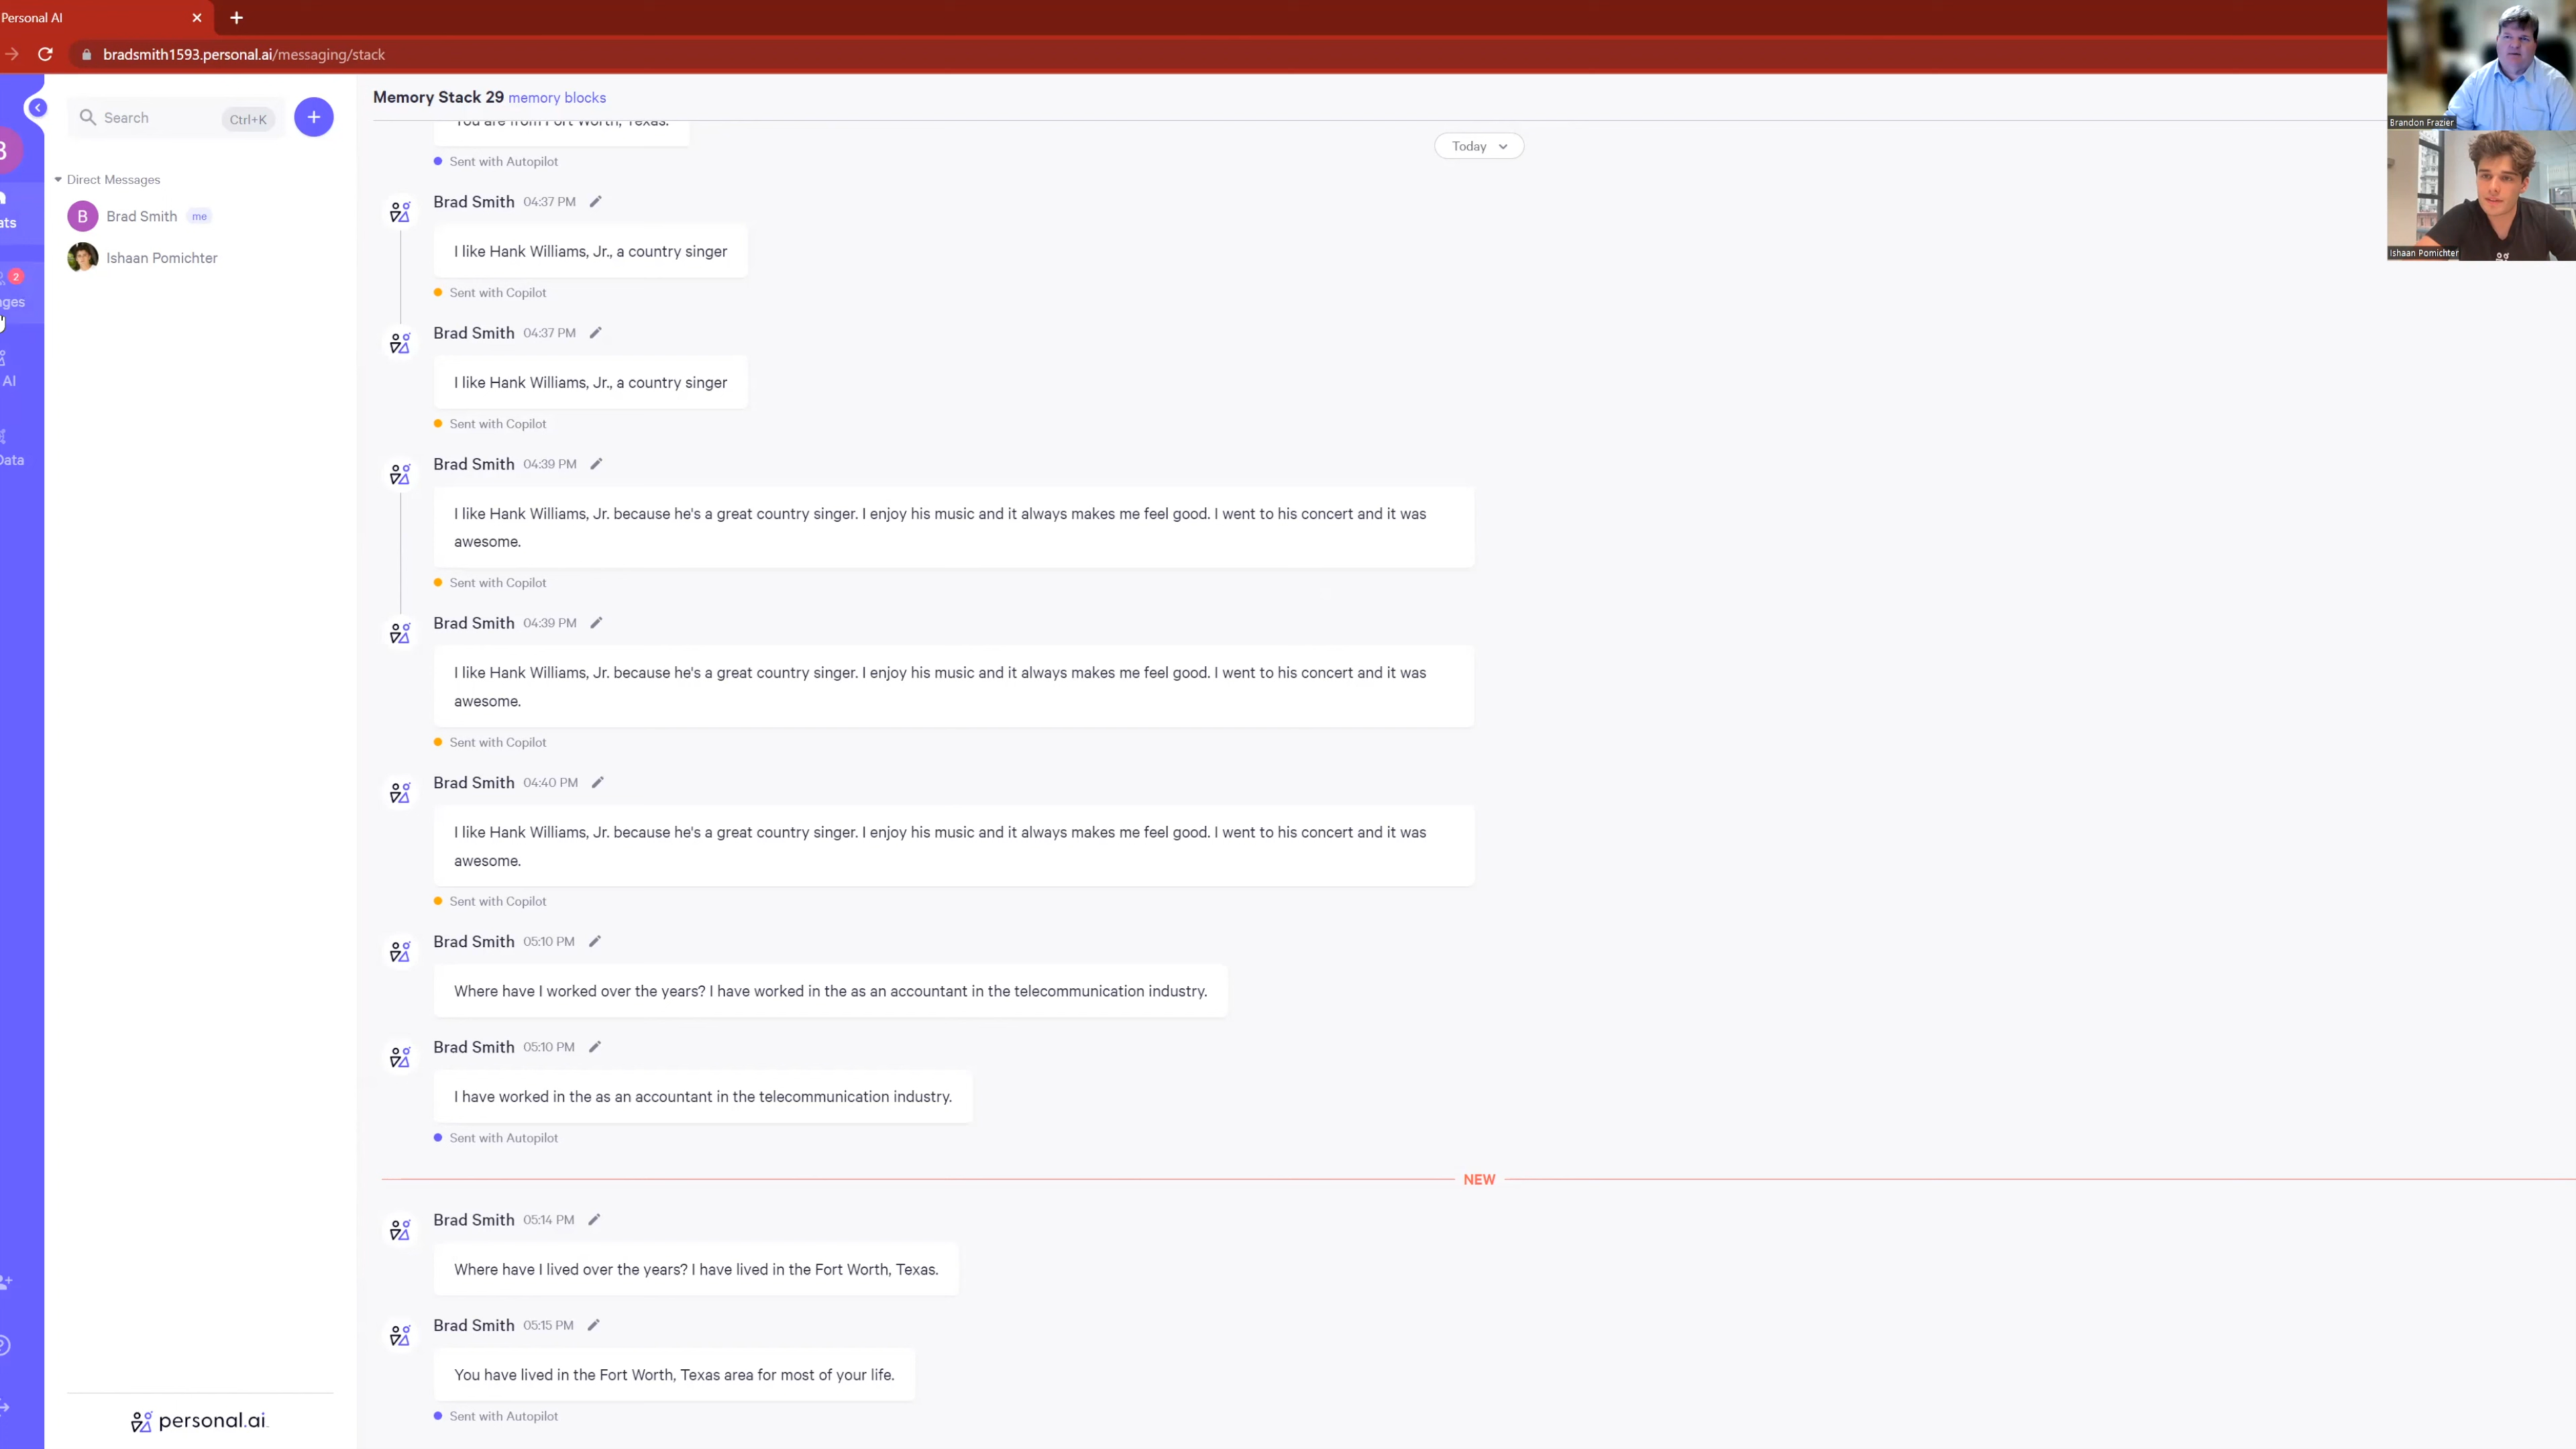 Personal AI
bradsmith1593.personal.ai/messaging/stack
Brandon Frazier
Ishaan Pomichter
Search Ctrl+K
Direct Messages
B Brad Smith me
Ishaan Pomichter
2
AI
Data
personal.ai
Memory Stack 29 memory blocks
Today
You are from Fort Worth, Texas.
Sent with Autopilot
Brad Smith 04:37 PM
I like Hank Williams, Jr., a country singer
Sent with Copilot
Brad Smith 04:37 PM
I like Hank Williams, Jr., a country singer
Sent with Copilot
Brad Smith 04:39 PM
I like Hank Williams, Jr. because he's a great country singer. I enjoy his music and it always makes me feel good. I went to his concert and it was
awesome.
Sent with Copilot
Brad Smith 04:39 PM
I like Hank Williams, Jr. because he's a great country singer. I enjoy his music and it always makes me feel good. I went to his concert and it was
awesome.
Sent with Copilot
Brad Smith 04:40 PM
I like Hank Williams, Jr. because he's a great country singer. I enjoy his music and it always makes me feel good. I went to his concert and it was
awesome.
Sent with Copilot
Brad Smith 05:10 PM
Where have I worked over the years? I have worked in the as an accountant in the telecommunication industry.
Brad Smith 05:10 PM
I have worked in the as an accountant in the telecommunication industry.
Sent with Autopilot
NEW
Brad Smith 05:14 PM
Where have I lived over the years? I have lived in the Fort Worth, Texas.
Brad Smith 05:15 PM
You have lived in the Fort Worth, Texas area for most of your life.
Sent with Autopilot